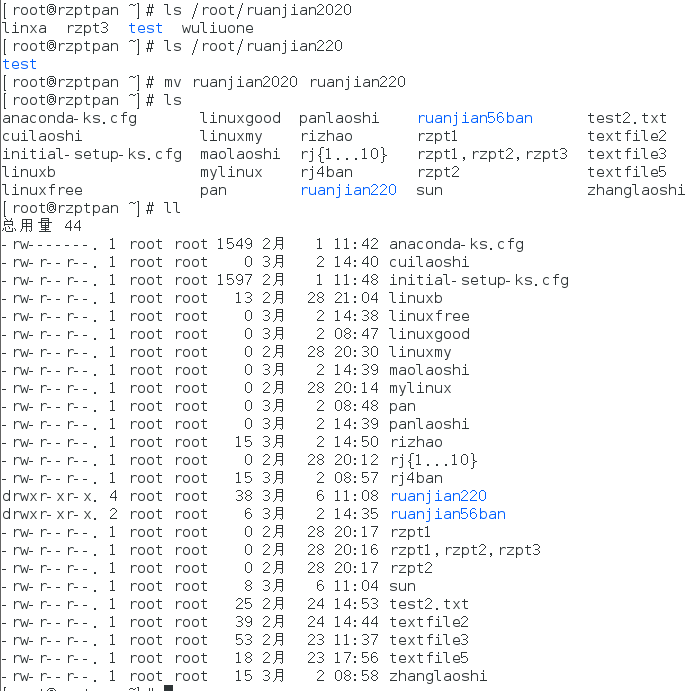 [root@rzptpan ~]# ls /root/ruanjian2020
linxa rzpt3 test wuliuone
[root@rzptpan ~]# ls /root/ruanjian220
test
[root@rzptpan ~]# mv ruanjian2020 ruanjian220
[root@rzptpan ~]# ls
anaconda-ks.cfg linuxgood panlaoshi ruanjian56ban test2.txt
cuilaoshi linuxmy rizhao rzpt1 textfile2
initial-setup-ks.cfg maolaoshi rj{1...10} rzpt1,rzpt2,rzpt3 textfile3
linuxb mylinux rj4ban rzpt2 textfile5
linuxfree pan ruanjian220 sun zhanglaoshi
[root@rzptpan ~]# ll
总用量 44
-rw-------. 1 root root 1549 2月 1 11:42 anaconda-ks.cfg
-rw-r--r--. 1 root root 0 3月 2 14:40 cuilaoshi
-rw-r--r--. 1 root root 1597 2月 1 11:48 initial-setup-ks.cfg
-rw-r--r--. 1 root root 13 2月 28 21:04 linuxb
-rw-r--r--. 1 root root 0 3月 2 14:38 linuxfree
-rw-r--r--. 1 root root 0 3月 2 08:47 linuxgood
-rw-r--r--. 1 root root 0 2月 28 20:30 linuxmy
-rw-r--r--. 1 root root 0 3月 2 14:39 maolaoshi
-rw-r--r--. 1 root root 0 2月 28 20:14 mylinux
-rw-r--r--. 1 root root 0 3月 2 08:48 pan
-rw-r--r--. 1 root root 0 3月 2 14:39 panlaoshi
-rw-r--r--. 1 root root 15 3月 2 14:50 rizhao
-rw-r--r--. 1 root root 0 2月 28 20:12 rj{1...10}
-rw-r--r--. 1 root root 15 3月 2 08:57 rj4ban
drwxr-xr-x. 4 root root 38 3月 6 11:08 ruanjian220
drwxr-xr-x. 2 root root 6 3月 2 14:35 ruanjian56ban
-rw-r--r--. 1 root root 0 2月 28 20:17 rzpt1
-rw-r--r--. 1 root root 0 2月 28 20:16 rzpt1,rzpt2,rzpt3
-rw-r--r--. 1 root root 0 2月 28 20:17 rzpt2
-rw-r--r--. 1 root root 8 3月 6 11:04 sun
-rw-r--r--. 1 root root 25 2月 24 14:53 test2.txt
-rw-r--r--. 1 root root 39 2月 24 14:44 textfile2
-rw-r--r--. 1 root root 53 2月 23 11:37 textfile3
-rw-r--r--. 1 root root 18 2月 23 17:56 textfile5
-rw-r--r--. 1 root root 15 3月 2 08:58 zhanglaoshi
[root@rzptpan ~]#